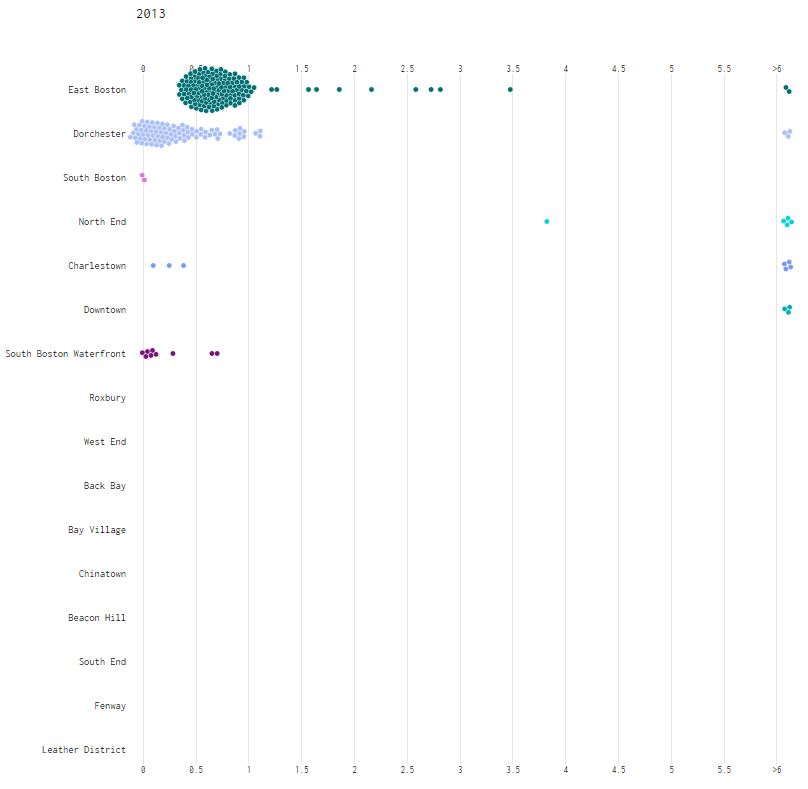 2013
0 0.5 1 1.5 2 2.5 3 3.5 4 4.5 5 5.5 >6
East Boston
Dorchester
South Boston
North End
Charlestown
Downtown
South Boston Waterfront
Roxbury
West End
Back Bay
Bay Village
Chinatown
Beacon Hill
South End
Fenway
Leather District
0 0.5 1 1.5 2 2.5 3 3.5 4 4.5 5 5.5 >6